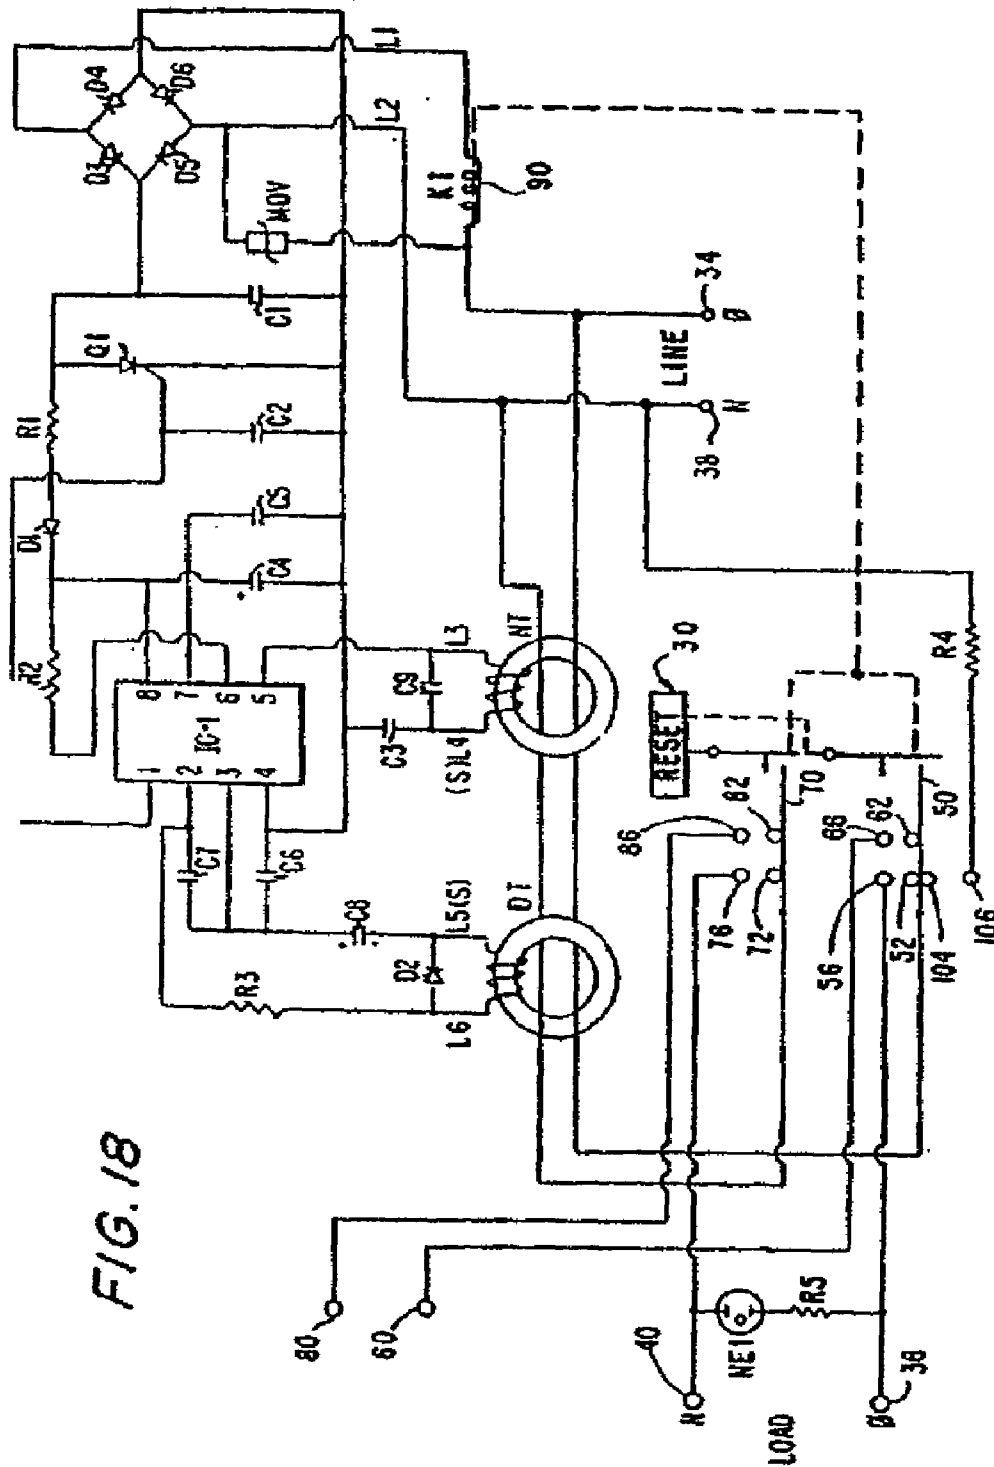 FIG. 18
R2
D1
R1
Q1
D3
D4
D5
D6
L1
L2
MOV
C1
C2
C5
C4
IC-1
8
7
6
5
1
2
3
4
C7
C6
R3
C8
D2
L6
L5(S)
DT
C3
C9
(S)L4
L3
NT
K1
90
34
Ø
LINE
N
38
80
60
RESET
30
86
82
70
76
72
66
62
50
56
52
104
106
R4
40
N
NE1
R5
LOAD
Ø
38